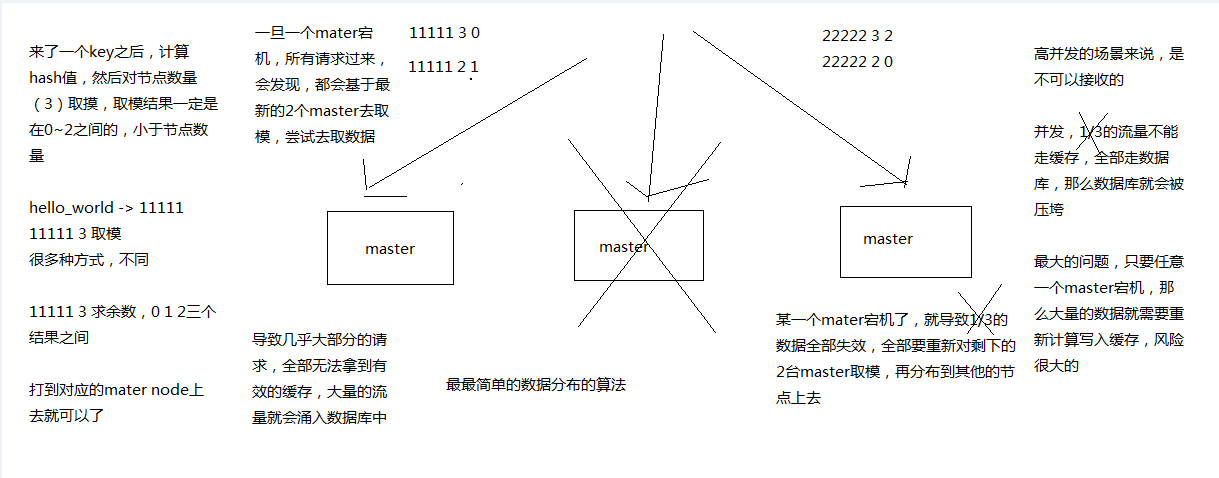 来了一个key之后，计算
hash值，然后对节点数量
（3）取摸，取模结果一定是
在0~2之间的，小于节点数
量
hello_world -> 11111
11111 3 取模
很多种方式，不同
11111 3 求余数，0 1 2三个
结果之间
打到对应的mater node上
去就可以了
一旦一个mater宕
机，所有请求过来，
会发现，都会基于最
新的2个master去取
模，尝试去取数据
11111 3 0
11111 2 1
22222 3 2
22222 2 0
master
master
master
导致几乎大部分的请
求，全部无法拿到有
效的缓存，大量的流
量就会涌入数据库中
最最简单的数据分布的算法
某一个mater宕机了，就导致1/3的
数据全部失效，全部要重新对剩下的
2台master取模，再分布到其他的节
点上去
高并发的场景来说，是
不可以接收的
并发，1/3的流量不能
走缓存，全部走数据
库，那么数据库就会被
压垮
最大的问题，只要任意
一个master宕机，那
么大量的数据就需要重
新计算写入缓存，风险
很大的